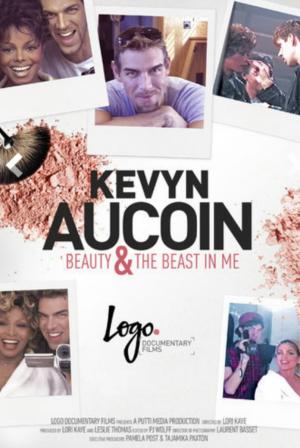 KEVYN
AUCOIN
BEAUTY & THE BEAST IN ME
Logo.
DOCUMENTARY
FILMS
LOGO DOCUMENTARY FILMS PRESENTS A PUTTI MEDIA PRODUCTION DIRECTED BY LORI KAYE
PRODUCED BY LORI KAYE AND LESLIE THOMAS EDITED BY PJ WOLFF DIRECTOR OF PHOTOGRAPHY LAURENT BASSET
EXECUTIVE PRODUCERS PAMELA POST & TAJAMIKA PAXTON